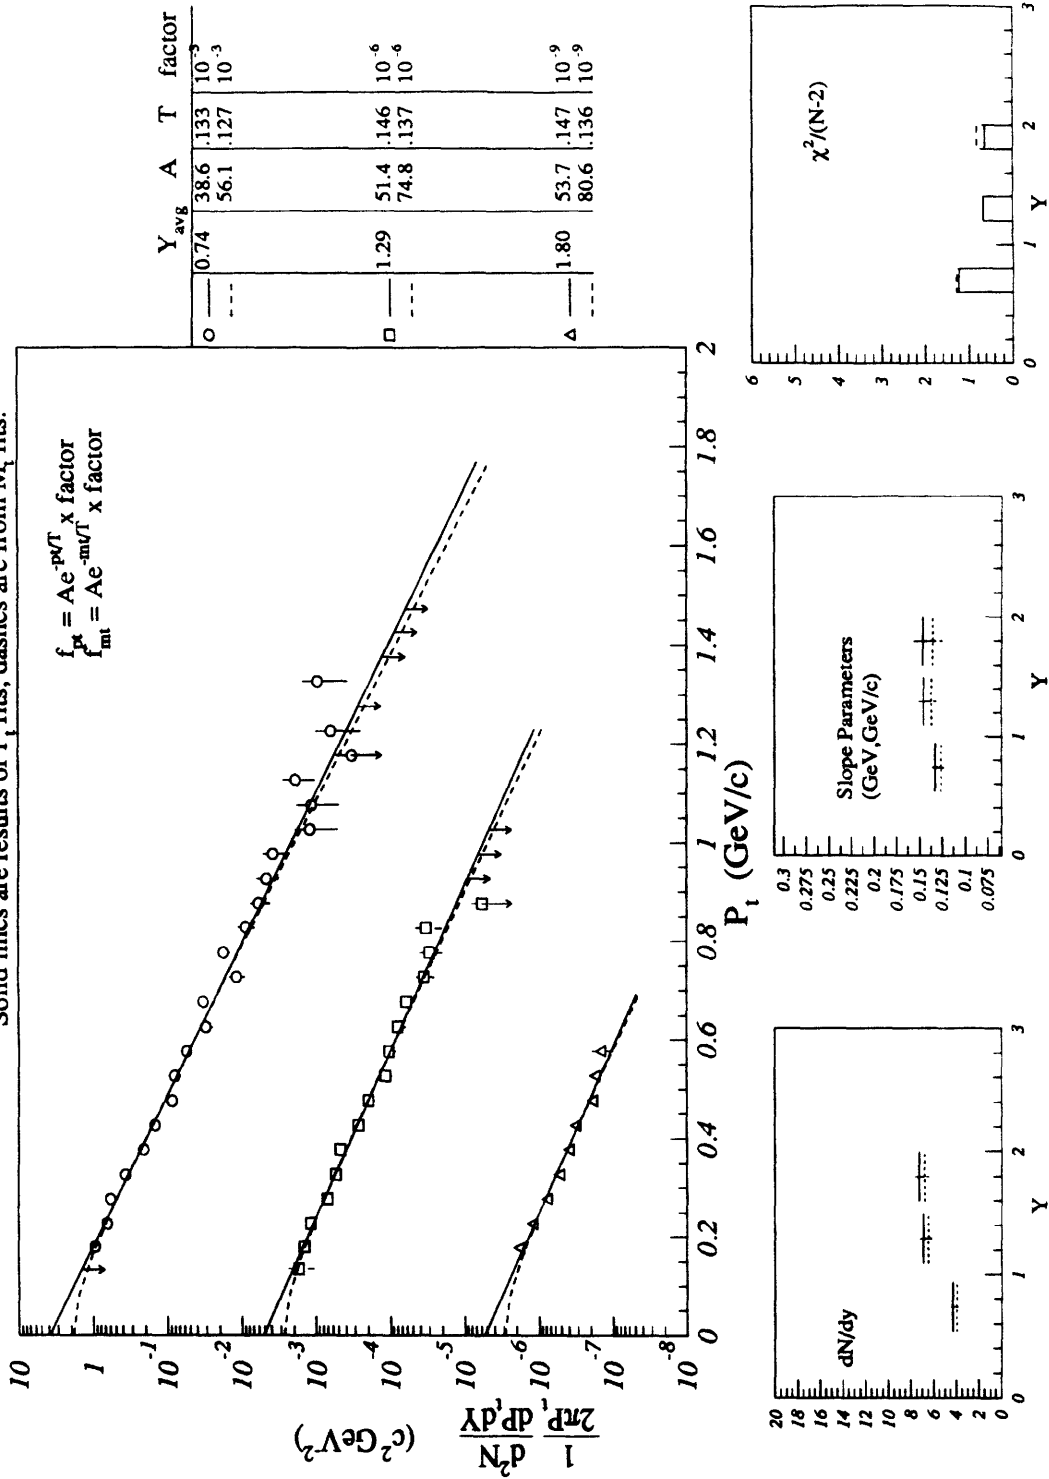 Solid lines are results of P_t fits, dashes are from M_t fits.
f_pt = Ae^-pt/T x factor
f_mt = Ae^-mt/T x factor
Y_avg A T factor
0.74 38.6 .133 10^-3
56.1 .127 10^-3
1.29 51.4 .146 10^-6
74.8 .137 10^-6
1.80 53.7 .147 10^-9
80.6 .136 10^-9
1/(2πP_t) d²N/(dP_t dY) (c²GeV^-2)
10
1
10^-1
10^-2
10^-3
10^-4
10^-5
10^-6
10^-7
10^-8
0 0.2 0.4 0.6 0.8 1 1.2 1.4 1.6 1.8 2
P_t (GeV/c)
dN/dy
20
18
16
14
12
10
8
6
4
2
0
0 1 2 3
Y
Slope Parameters
(GeV,GeV/c)
0.3
0.275
0.25
0.225
0.2
0.175
0.15
0.125
0.1
0.075
0 1 2 3
Y
χ²/(N-2)
6
5
4
3
2
1
0
0 1 2 3
Y